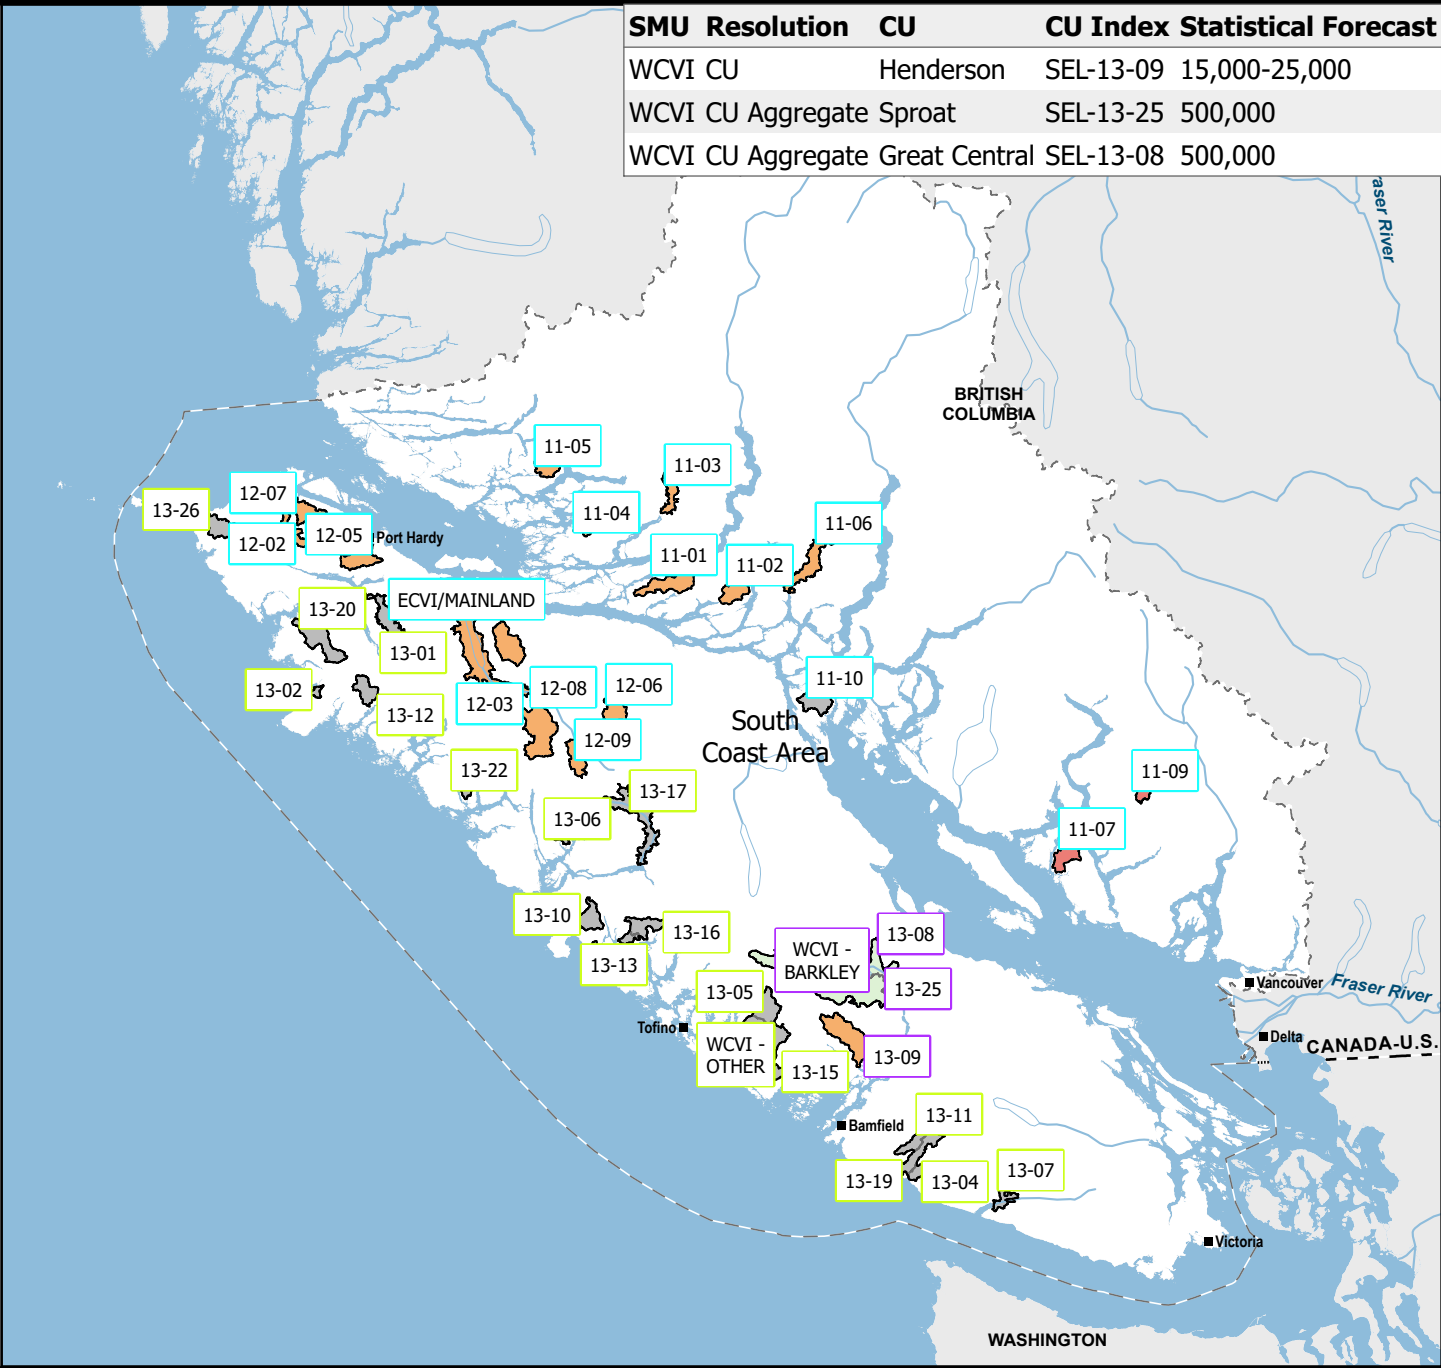 SMU Resolution CU CU Index Statistical Forecast
WCVI CU Henderson SEL-13-09 15,000-25,000
WCVI CU Aggregate Sproat SEL-13-25 500,000
WCVI CU Aggregate Great Central SEL-13-08 500,000
raser River
BRITISH
COLUMBIA
11-05
11-03
12-07
13-26
11-04
11-06
12-02
12-05
Port Hardy
11-01
11-02
ECVI/MAINLAND
13-20
13-01
11-10
13-02
12-08
12-06
12-03
13-12
South
Coast Area
12-09
13-22
11-09
13-17
13-06
11-07
13-10
13-16
13-08
WCVI -
BARKLEY
13-13
13-05
13-25
Vancouver
Fraser River
Tofino
Delta
CANADA-U.S.
WCVI -
OTHER
13-09
13-15
13-11
Bamfield
13-19
13-04
13-07
Victoria
WASHINGTON